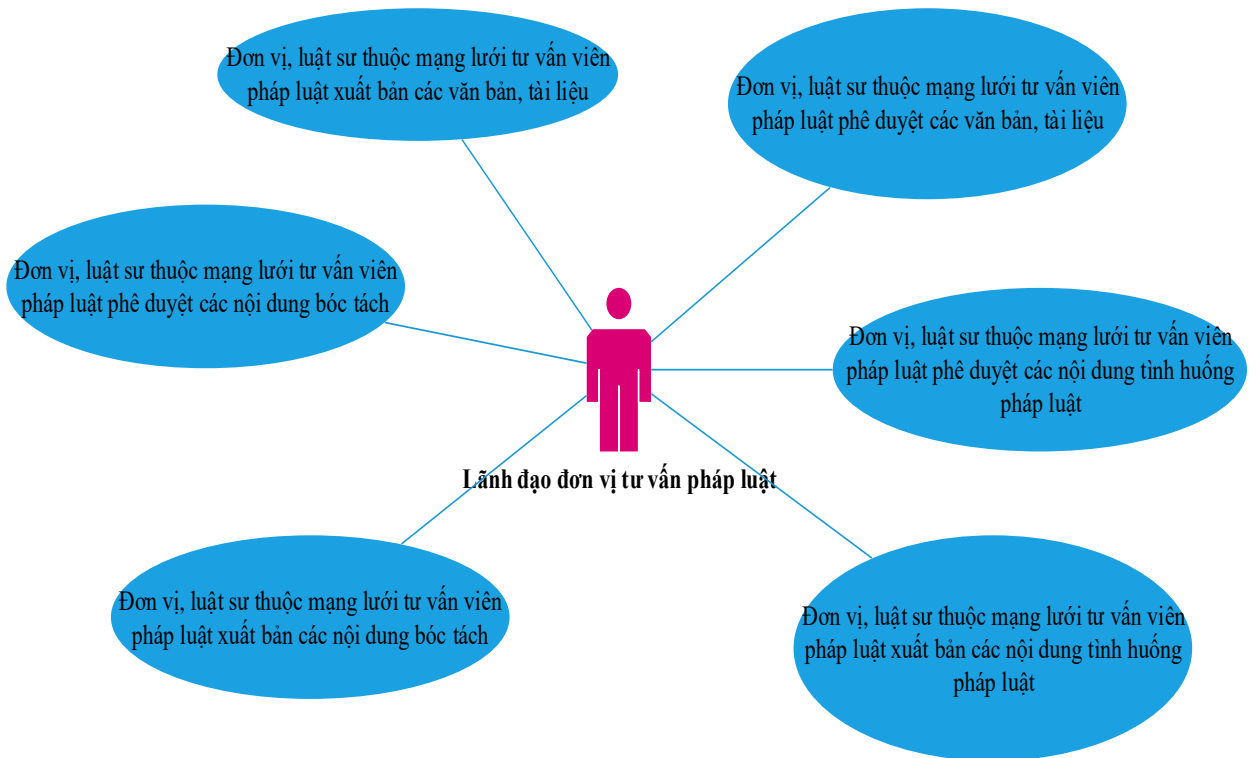 Đơn vị, luật sư thuộc mạng lưới tư vấn viên
pháp luật xuất bản các văn bản, tài liệu
Đơn vị, luật sư thuộc mạng lưới tư vấn viên
pháp luật phê duyệt các văn bản, tài liệu
Đơn vị, luật sư thuộc mạng lưới tư vấn viên
pháp luật phê duyệt các nội dung bóc tách
Đơn vị, luật sư thuộc mạng lưới tư vấn viên
pháp luật phê duyệt các nội dung tình huống
pháp luật
Lãnh đạo đơn vị tư vấn pháp luật
Đơn vị, luật sư thuộc mạng lưới tư vấn viên
pháp luật xuất bản các nội dung bóc tách
Đơn vị, luật sư thuộc mạng lưới tư vấn viên
pháp luật xuất bản các nội dung tình huống
pháp luật